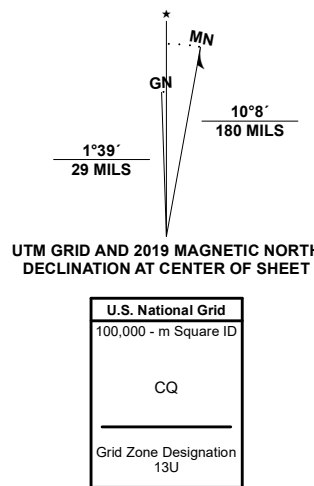 MN
GN
10°8´
180 MILS
1°39´
29 MILS
UTM GRID AND 2019 MAGNETIC NORTH
DECLINATION AT CENTER OF SHEET
U.S. National Grid
100,000 - m Square ID
CQ
Grid Zone Designation
13U